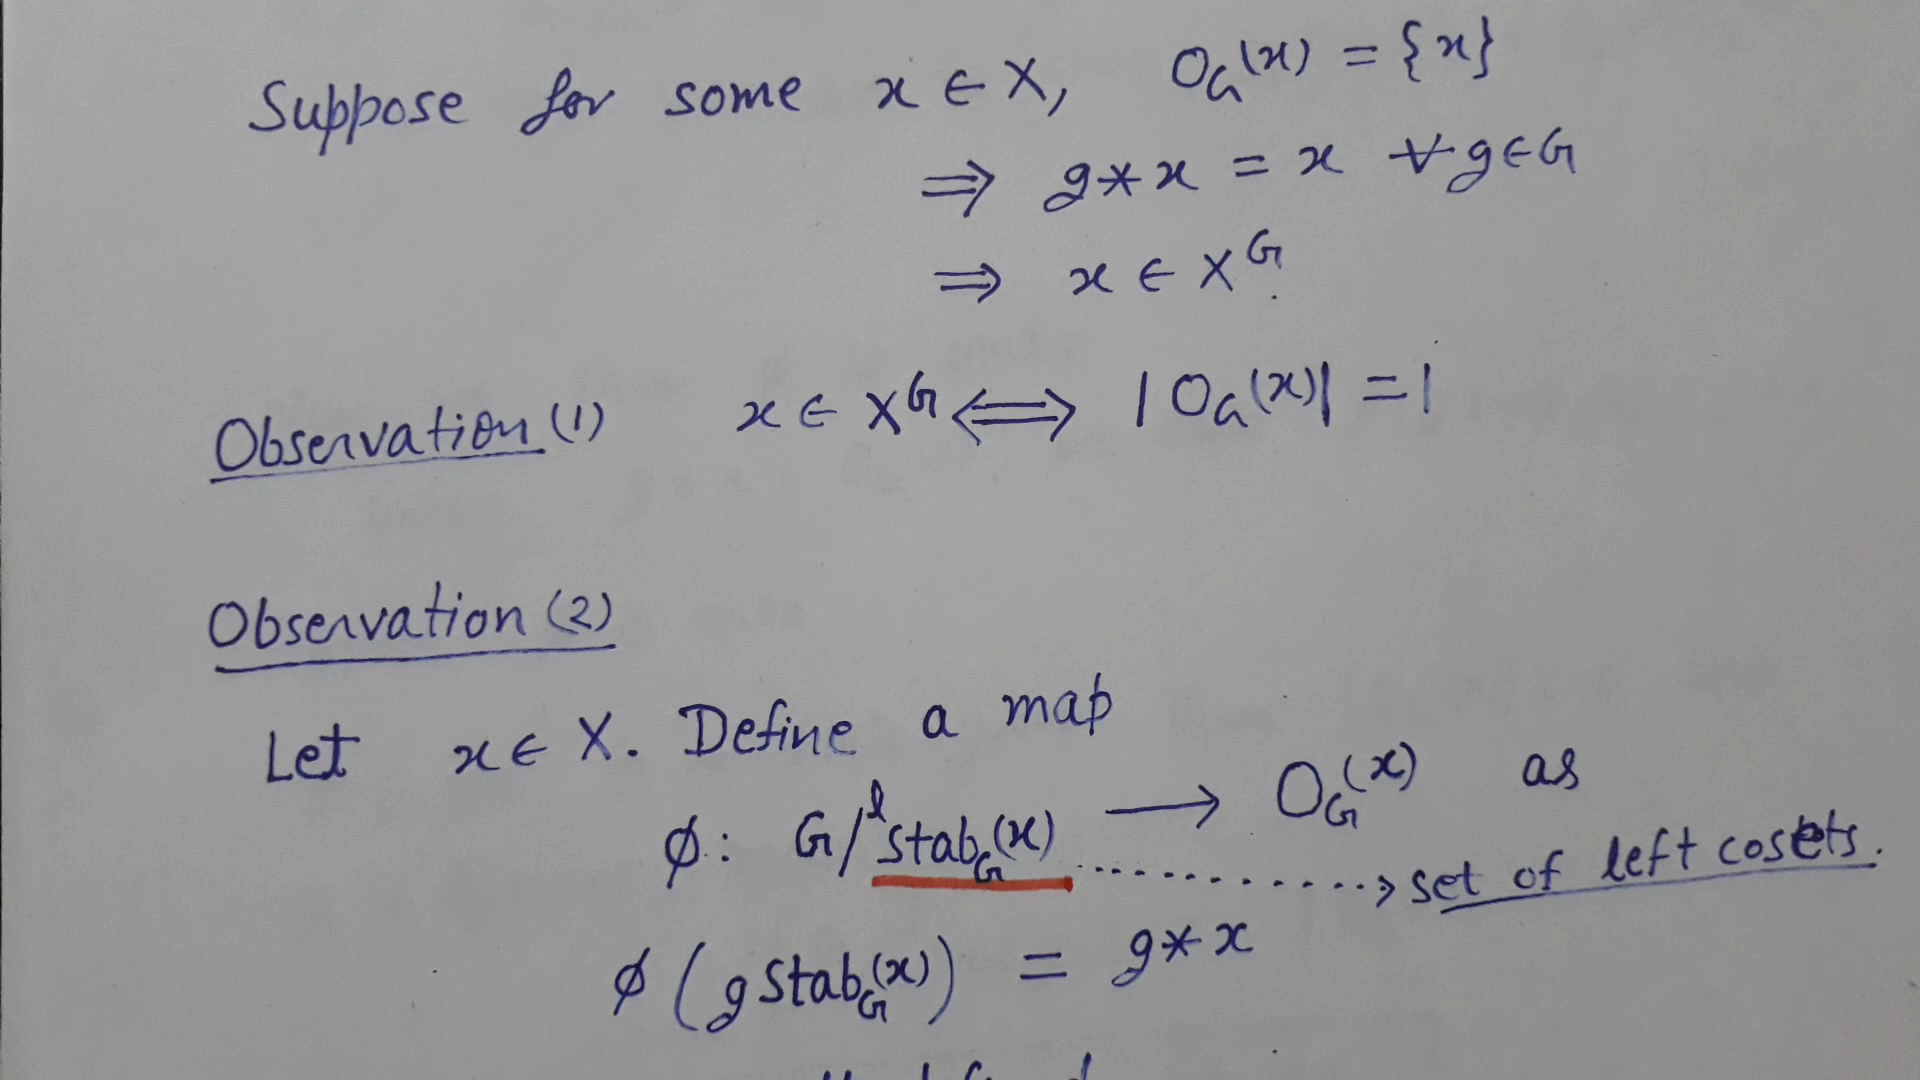 Suppose for some x ∈ X, O_G(x) = {x}
⇒ g*x = x ∀ g ∈ G
⇒ x ∈ X^G.
Observation (1) x ∈ X^G ⇔ |O_G(x)| = 1
Observation (2)
Let x ∈ X. Define a map
φ: G/^l Stab_G(x) → O_G(x) as
.............> set of left cosets.
φ(g Stab_G(x)) = g*x